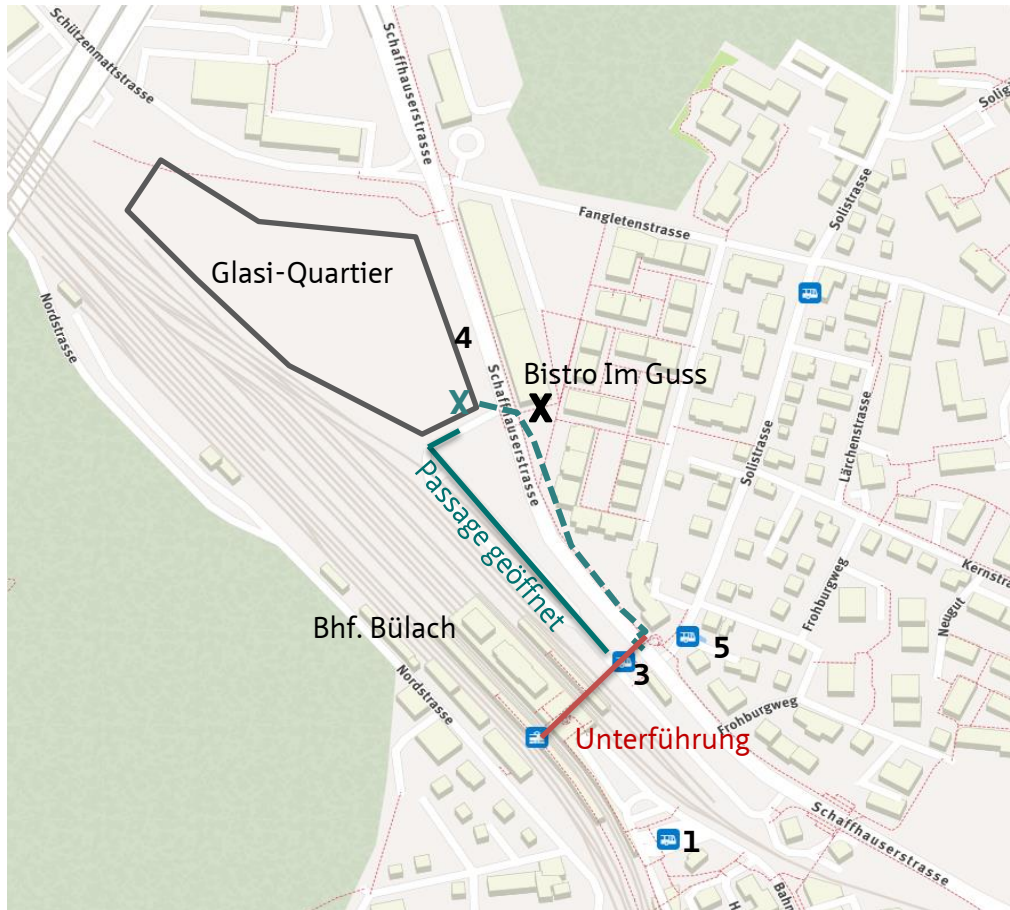 Schützenmattstrasse
Schaffhauserstrasse
Solistrasse
Fangletenstrasse
Glasi-Quartier
Nordstrasse
4
Bistro Im Guss
X
X
Schaffhauserstrasse
Lärchenstrasse
Solistrasse
Passage geöffnet
Kernstra
Frohburgweg
Neugut
Bhf. Bülach
5
3
Nordstrasse
Frohburgweg
Unterführung
1
Schaffhauserstrasse
Bahn
H